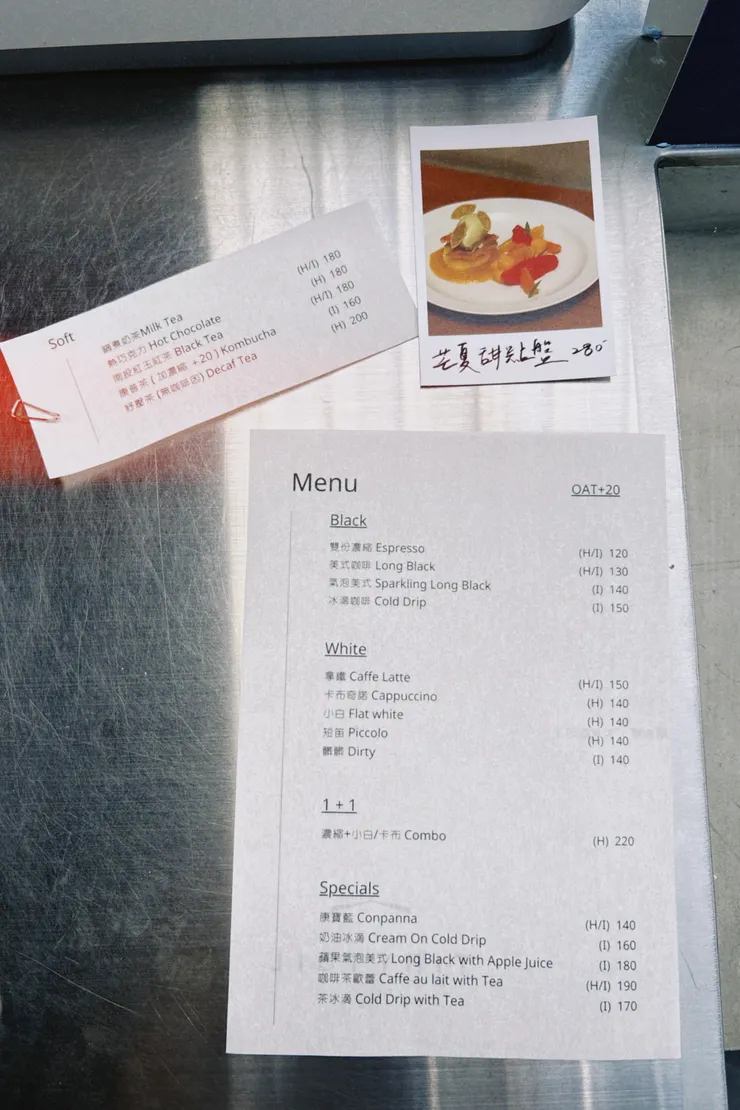 Soft
鍋煮奶茶Milk Tea (H/I) 180
熱巧克力 Hot Chocolate (H) 180
南投紅玉紅茶 Black Tea (H/I) 180
康普茶 ( 加濃縮 +20 ) Kombucha (I) 160
舒壓茶 (無咖啡因) Decaf Tea (H) 200
芒夏甜點盤 280
Menu OAT+20
Black
雙份濃縮 Espresso (H/I) 120
美式咖啡 Long Black (H/I) 130
氣泡美式 Sparkling Long Black (I) 140
冰滴咖啡 Cold Drip (I) 150
White
拿鐵 Caffe Latte (H/I) 150
卡布奇諾 Cappuccino (H) 140
小白 Flat white (H) 140
短笛 Piccolo (H) 140
髒髒 Dirty (I) 140
1 + 1
濃縮+小白/卡布 Combo (H) 220
Specials
康寶藍 Conpanna (H/I) 140
奶油冰滴 Cream On Cold Drip (I) 160
蘋果氣泡美式 Long Black with Apple Juice (I) 180
咖啡茶歐蕾 Caffe au lait with Tea (H/I) 190
茶冰滴 Cold Drip with Tea (I) 170